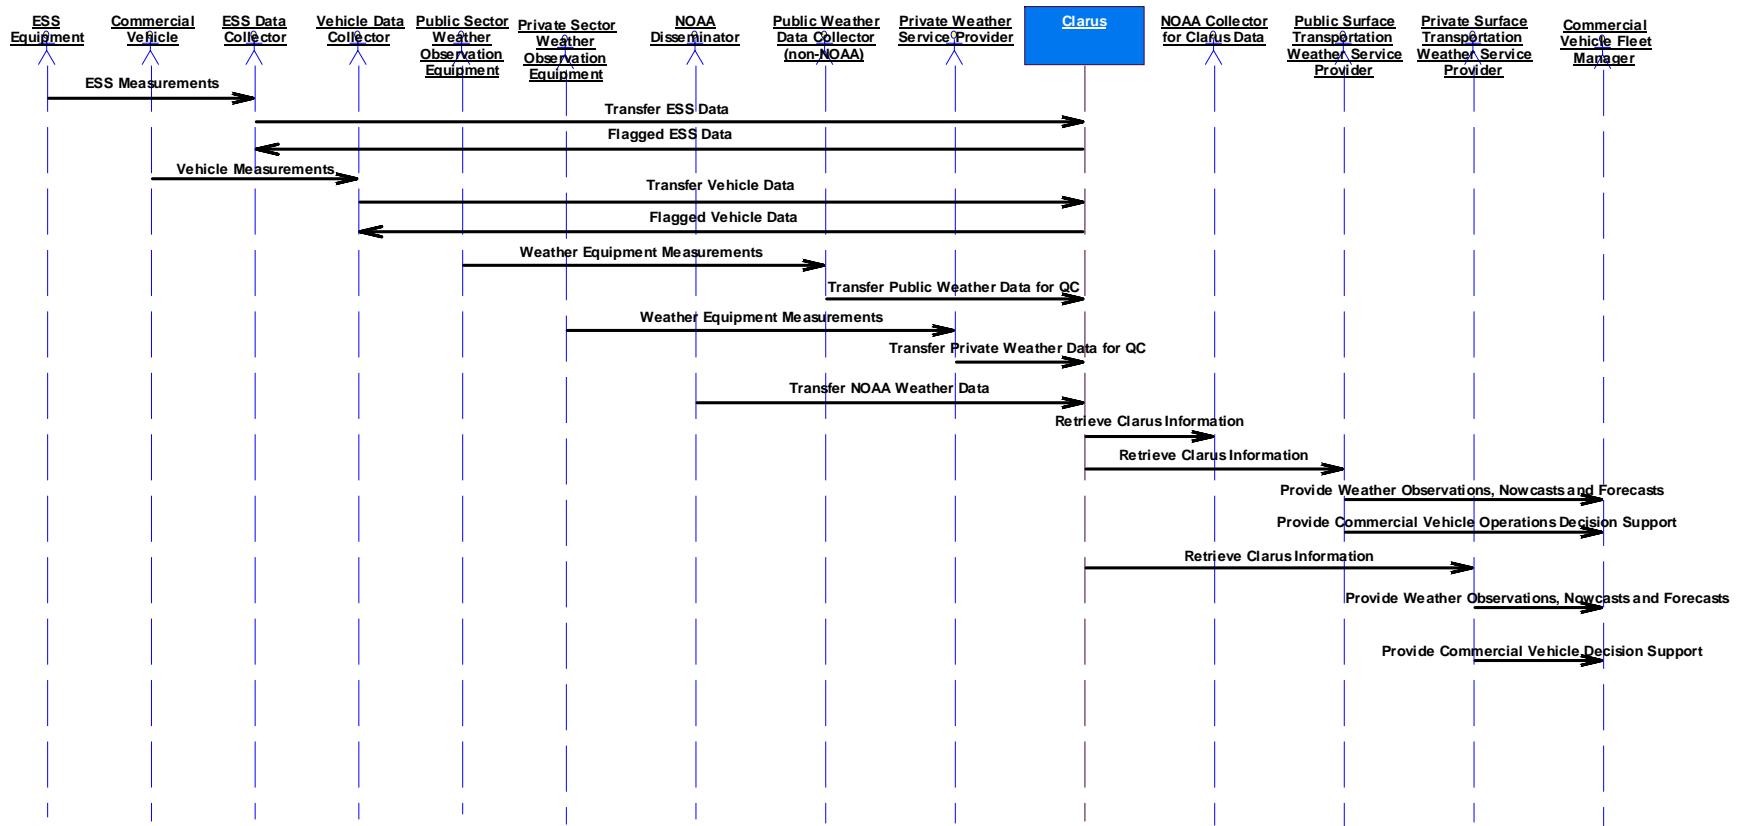 ESS
Equipment
Commercial
Vehicle
ESS Data
Collector
Vehicle Data
Collector
Public Sector
Weather
Observation
Equipment
Private Sector
Weather
Observation
Equipment
NOAA
Disseminator
Public Weather
Data Collector
(non-NOAA)
Private Weather
Service Provider
Clarus
NOAA Collector
for Clarus Data
Public Surface
Transportation
Weather Service
Provider
Private Surface
Transportation
Weather Service
Provider
Commercial
Vehicle Fleet
Manager
ESS Measurements
Transfer ESS Data
Flagged ESS Data
Vehicle Measurements
Transfer Vehicle Data
Flagged Vehicle Data
Weather Equipment Measurements
Transfer Public Weather Data for QC
Weather Equipment Measurements
Transfer Private Weather Data for QC
Transfer NOAA Weather Data
Retrieve Clarus Information
Retrieve Clarus Information
Provide Weather Observations, Nowcasts and Forecasts
Provide Commercial Vehicle Operations Decision Support
Retrieve Clarus Information
Provide Weather Observations, Nowcasts and Forecasts
Provide Commercial Vehicle Decision Support